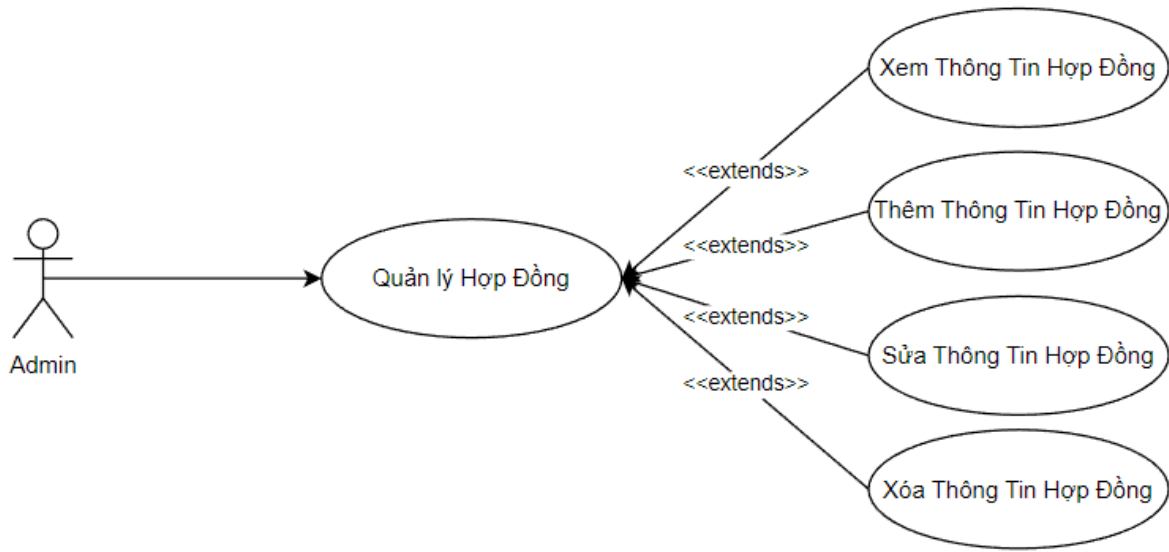 Xem Thông Tin Hợp Đồng
<<extends>>
Thêm Thông Tin Hợp Đồng
<<extends>>
Quản lý Hợp Đồng
<<extends>>
Sửa Thông Tin Hợp Đồng
Admin
<<extends>>
Xóa Thông Tin Hợp Đồng